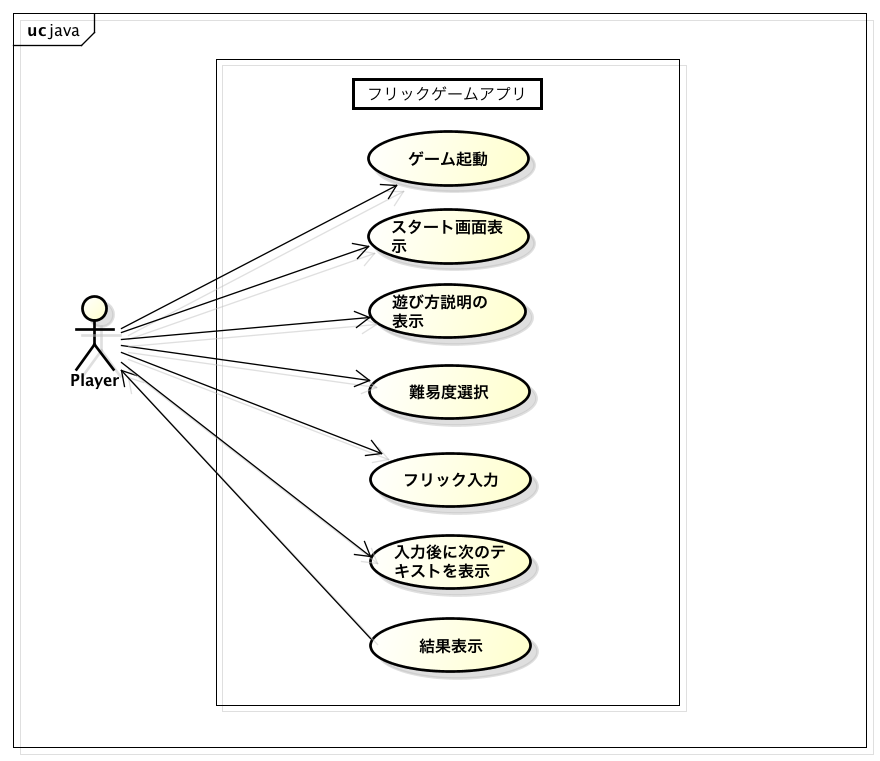 uc java
フリックゲームアプリ
ゲーム起動
スタート画面表
示
遊び方説明の
表示
難易度選択
Player
フリック入力
入力後に次のテ
キストを表示
結果表示